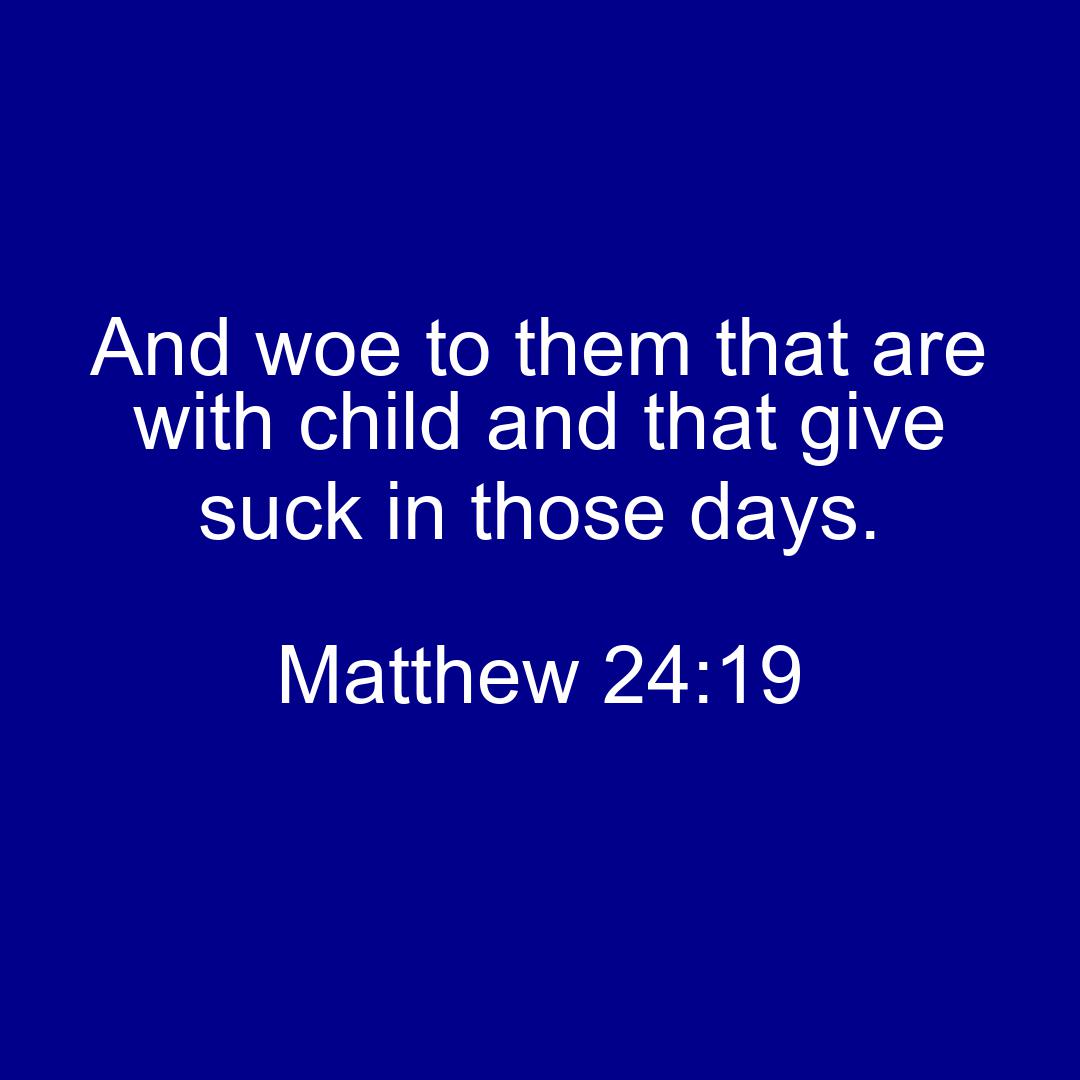 And woe to them that are
with child and that give
suck in those days.
Matthew 24:19